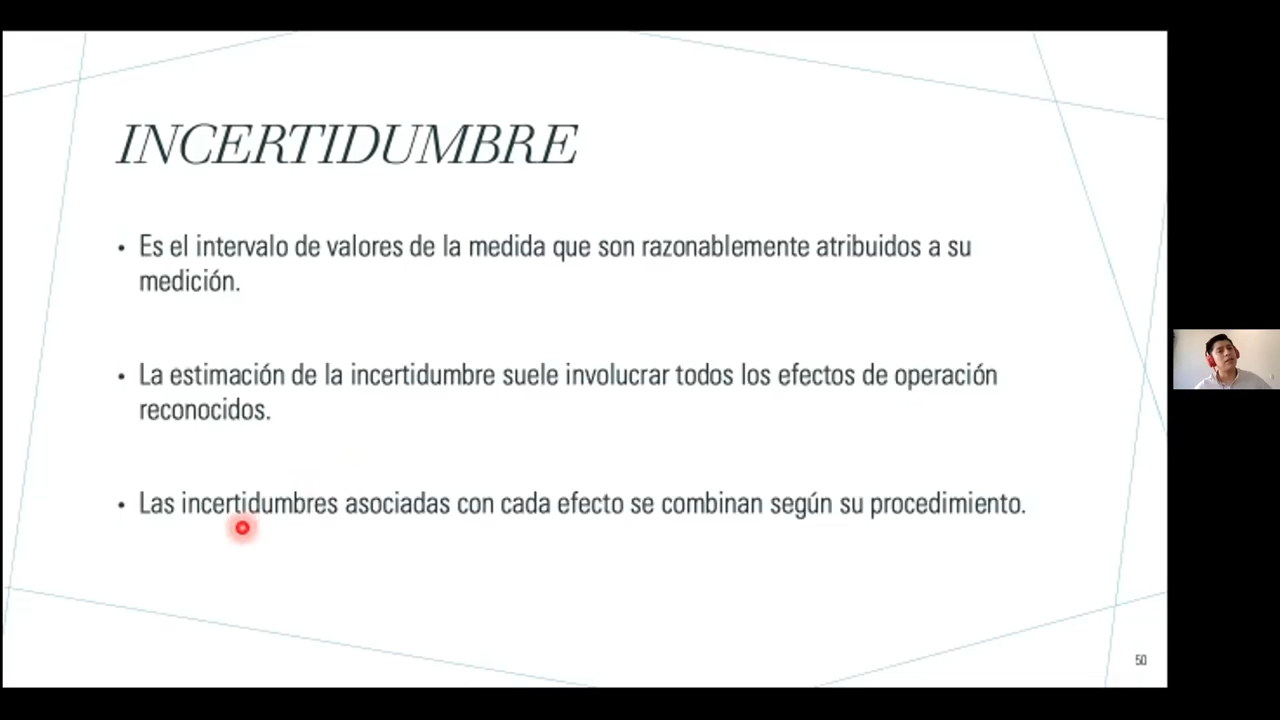 INCERTIDUMBRE
• Es el intervalo de valores de la medida que son razonablemente atribuidos a su
medición.
• La estimación de la incertidumbre suele involucrar todos los efectos de operación
reconocidos.
• Las incertidumbres asociadas con cada efecto se combinan según su procedimiento.
50